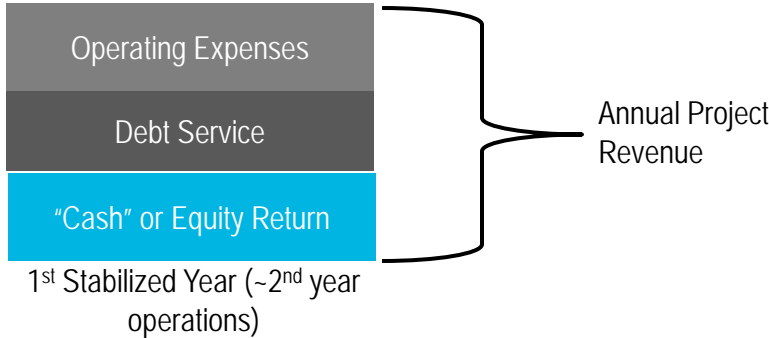 Operating Expenses
Debt Service
“Cash” or Equity Return
Annual Project
Revenue
1st Stabilized Year (~2nd year
operations)